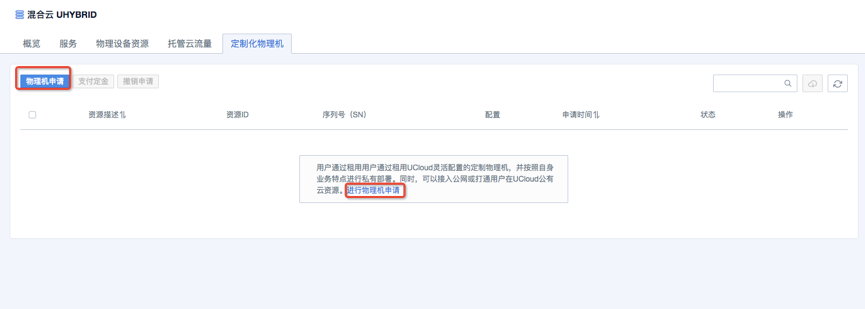 混合云 UHYBRID
概览
服务
物理设备资源
托管云流量
定制化物理机
物理机申请
支付定金
撤销申请
资源描述
资源ID
序列号（SN）
配置
申请时间
状态
操作
用户通过租用用户通过租用UCloud灵活配置的定制物理机，并按照自身
业务特点进行私有部署。同时，可以接入公网或打通用户在UCloud公有
云资源。进行物理机申请